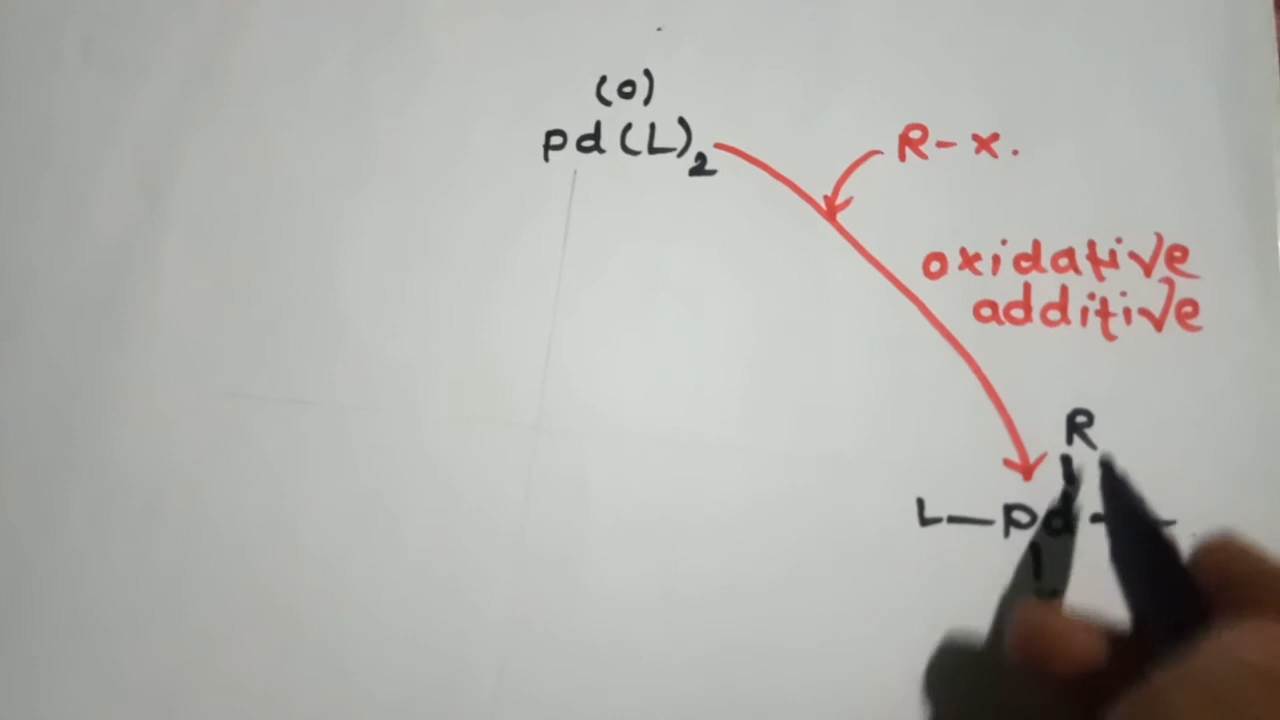 (0)
pd(L)2
R-x.
oxidative
additive
R
L—pd-